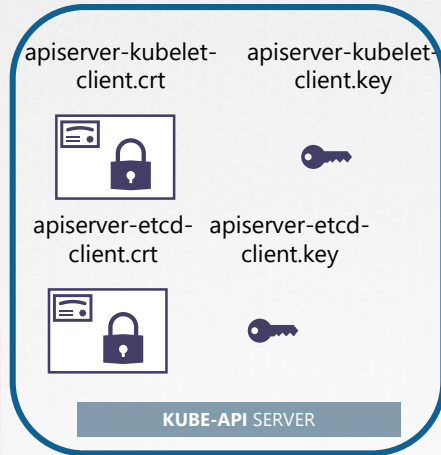 apiserver-kubelet-
client.crt
apiserver-kubelet-
client.key
apiserver-etcd-
client.crt
apiserver-etcd-
client.key
KUBE-API SERVER